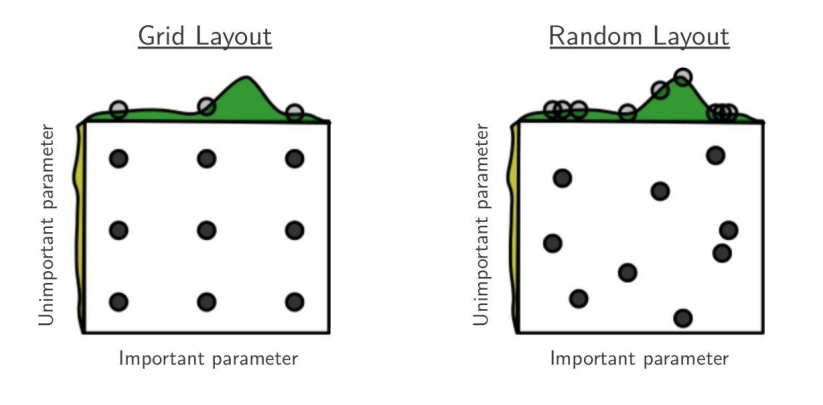 Grid Layout
Unimportant parameter
Important parameter
Random Layout
Unimportant parameter
Important parameter